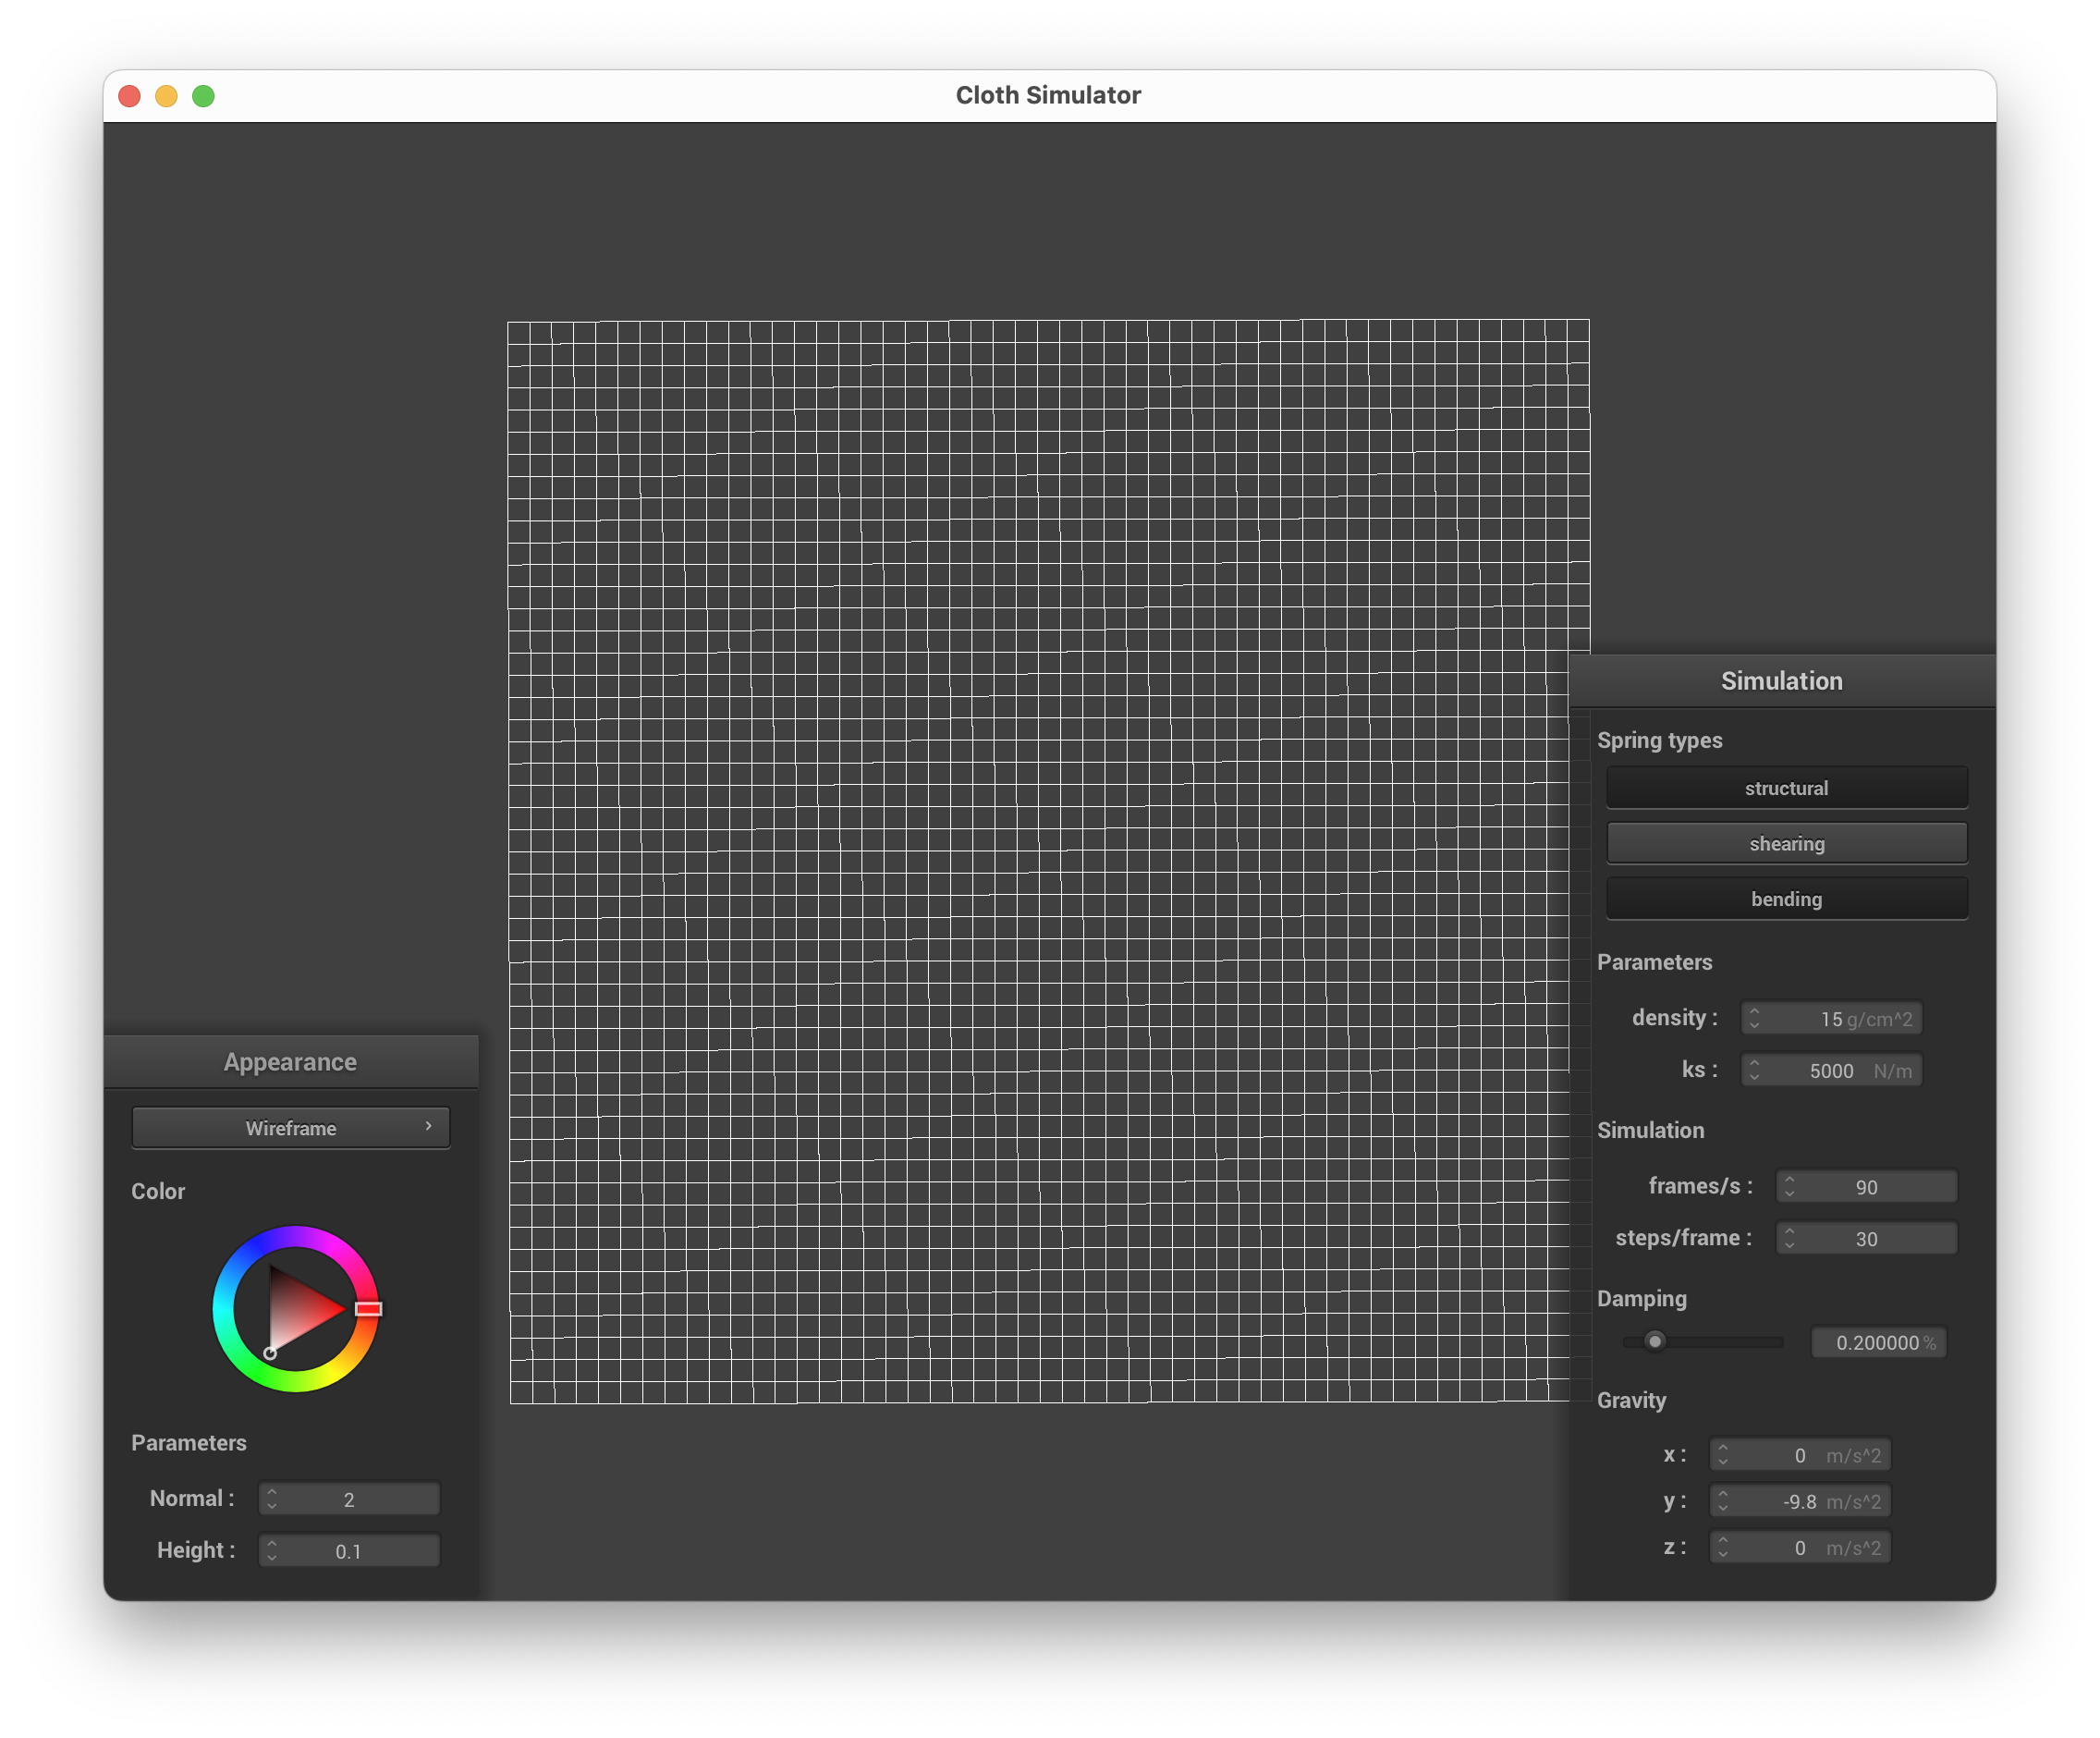 Cloth Simulator
Simulation
Spring types
structural
shearing
bending
Parameters
density : 15 g/cm^2
ks : 5000 N/m
Simulation
frames/s : 90
steps/frame : 30
Damping
0.200000 %
Gravity
x : 0 m/s^2
y : -9.8 m/s^2
z : 0 m/s^2
Appearance
Wireframe
Color
Parameters
Normal : 2
Height : 0.1